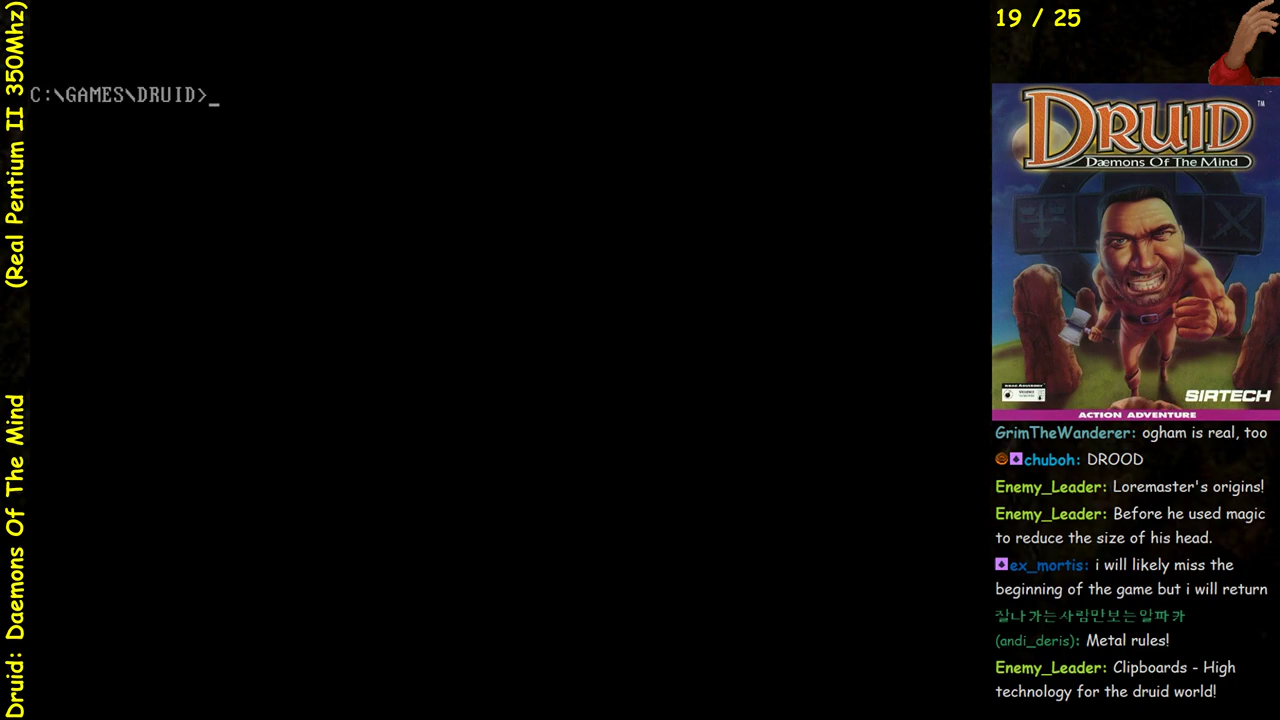 Druid: Daemons Of The Mind (Real Pentium II 350Mhz)
C:\GAMES\DRUID>_
19 / 25
DRUID
TM
Dæmons Of The Mind
SIRTECH
ACTION ADVENTURE
GrimTheWanderer: ogham is real, too
chuboh: DROOD
Enemy_Leader: Loremaster's origins!
Enemy_Leader: Before he used magic
to reduce the size of his head.
ex_mortis: i will likely miss the
beginning of the game but i will return
잘나가는사람만보는알파카
(andi_deris): Metal rules!
Enemy_Leader: Clipboards - High
technology for the druid world!